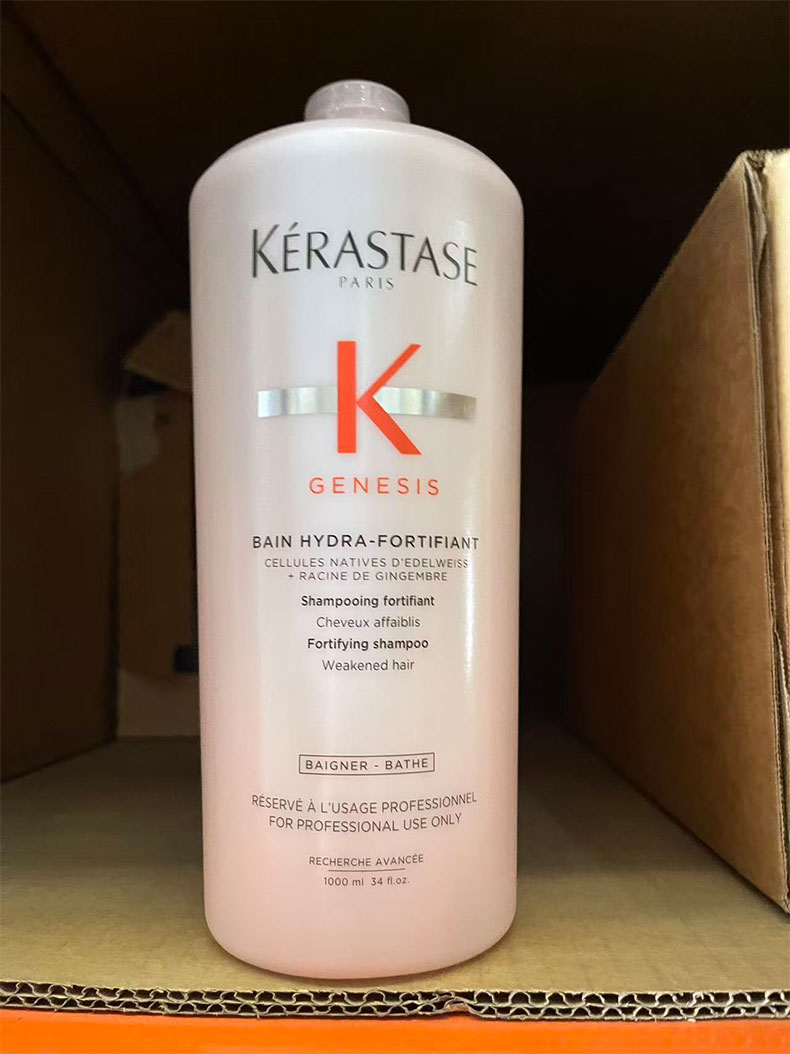 KÉRASTASE
PARIS
K
GENESIS
BAIN HYDRA-FORTIFIANT
CELLULES NATIVES D'EDELWEISS
+ RACINE DE GINGEMBRE
Shampooing fortifiant
Cheveux affaiblis
Fortifying shampoo
Weakened hair
BAIGNER - BATHE
RÉSERVÉ À L'USAGE PROFESSIONNEL
FOR PROFESSIONAL USE ONLY
RECHERCHE AVANCÉE
1000 ml 34 fl.oz.